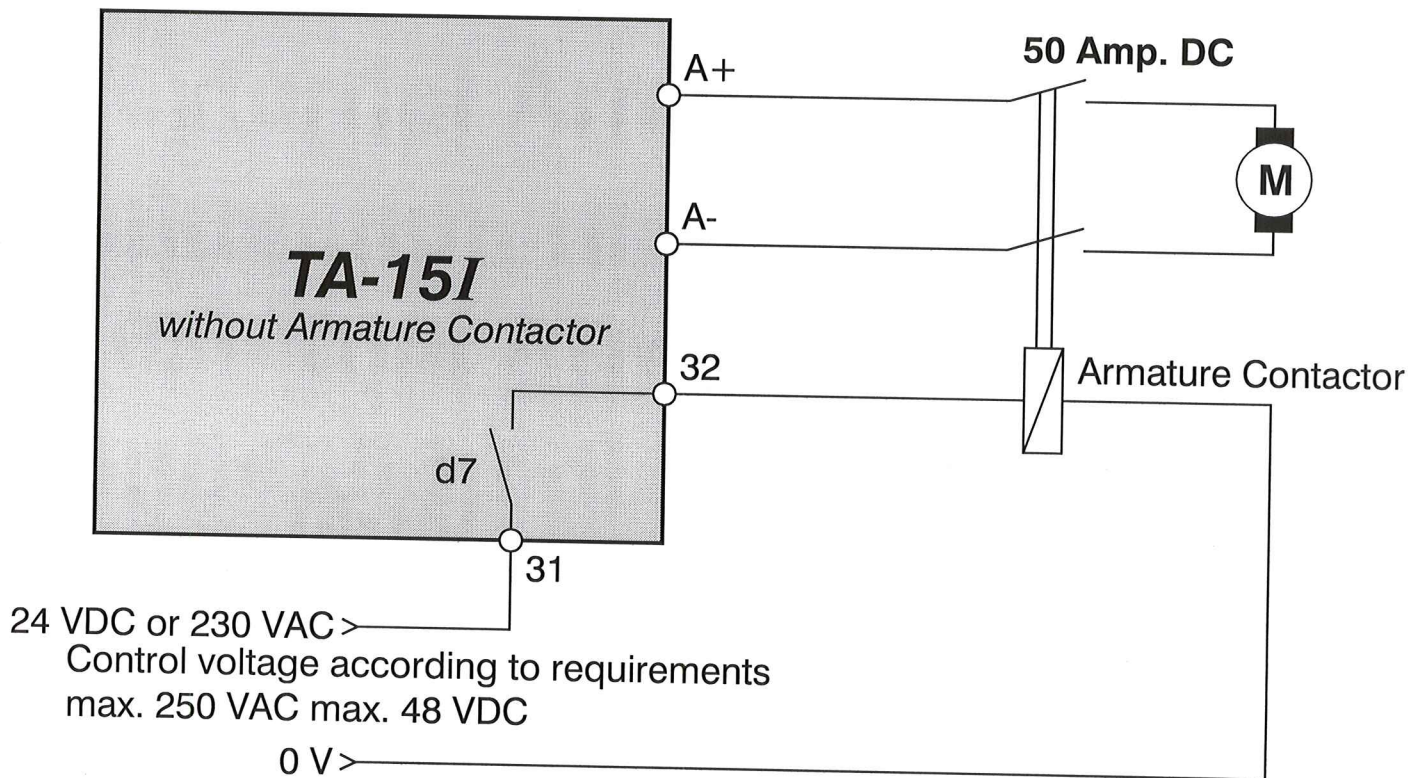 A+
50 Amp. DC
M
A-
TA-15I
without Armature Contactor
32
Armature Contactor
d7
31
24 VDC or 230 VAC >
Control voltage according to requirements
max. 250 VAC max. 48 VDC
0 V >